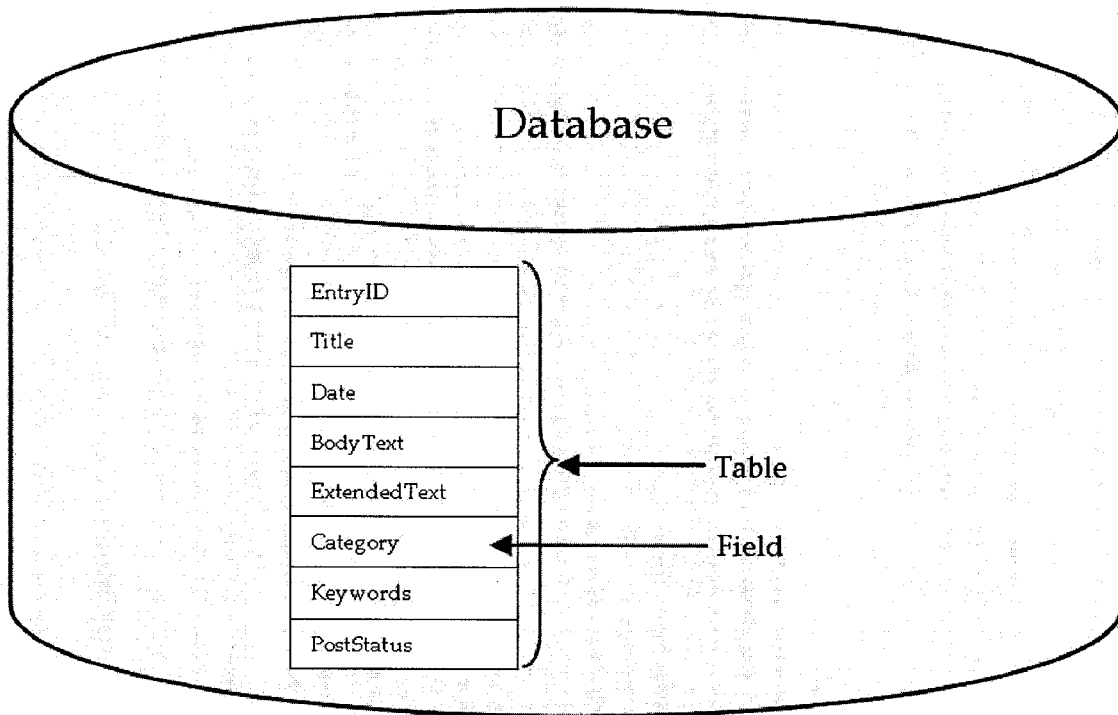 Database
EntryID
Title
Date
BodyText
Table
ExtendedText
Category
Field
Keywords
PostStatus